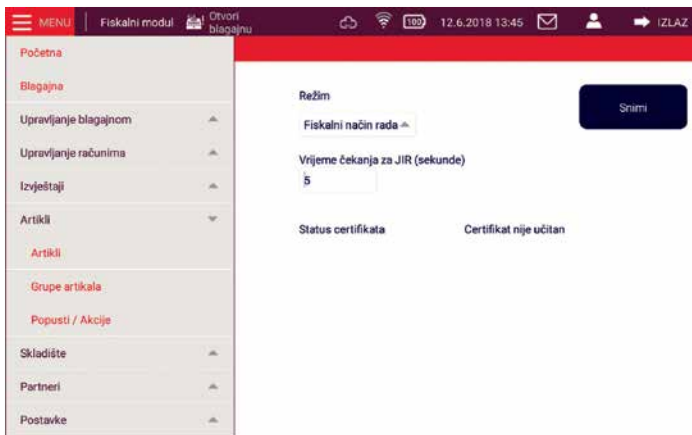 MENU
Fiskalni modul
Otvori
blagajnu
100
12.6.2018 13:45
IZLAZ
Početna
Blagajna
Upravljanje blagajnom
Upravljanje računima
Izvještaji
Artikli
Artikli
Grupe artikala
Popusti / Akcije
Skladište
Partneri
Postavke
Režim
Fiskalni način rada
Vrijeme čekanja za JIR (sekunde)
5
Status certifikata
Certifikat nije učitan
Snimi